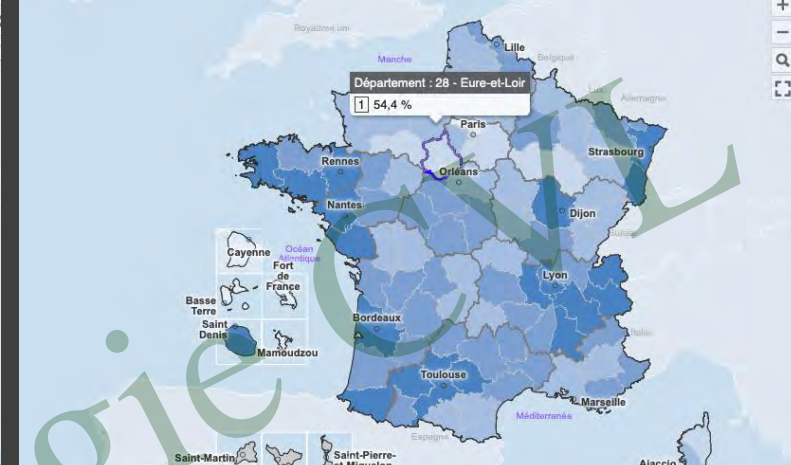 Royaume uni
Lille
Belgique
Manche
Lux.
Allemagne
Département : 28 - Eure-et-Loir
1 54,4 %
Paris
Strasbourg
Rennes
Orléans
Nantes
Dijon
Suisse
Cayenne
Océan
Atlantique
Fort
de
France
Lyon
Basse
Terre
Saint
Denis
Bordeaux
Italie
Mamoudzou
Toulouse
Marseille
Méditerranée
Espagne
Saint-Martin
Saint-Pierre-
et-Miquelon
Ajaccio
gie CVL